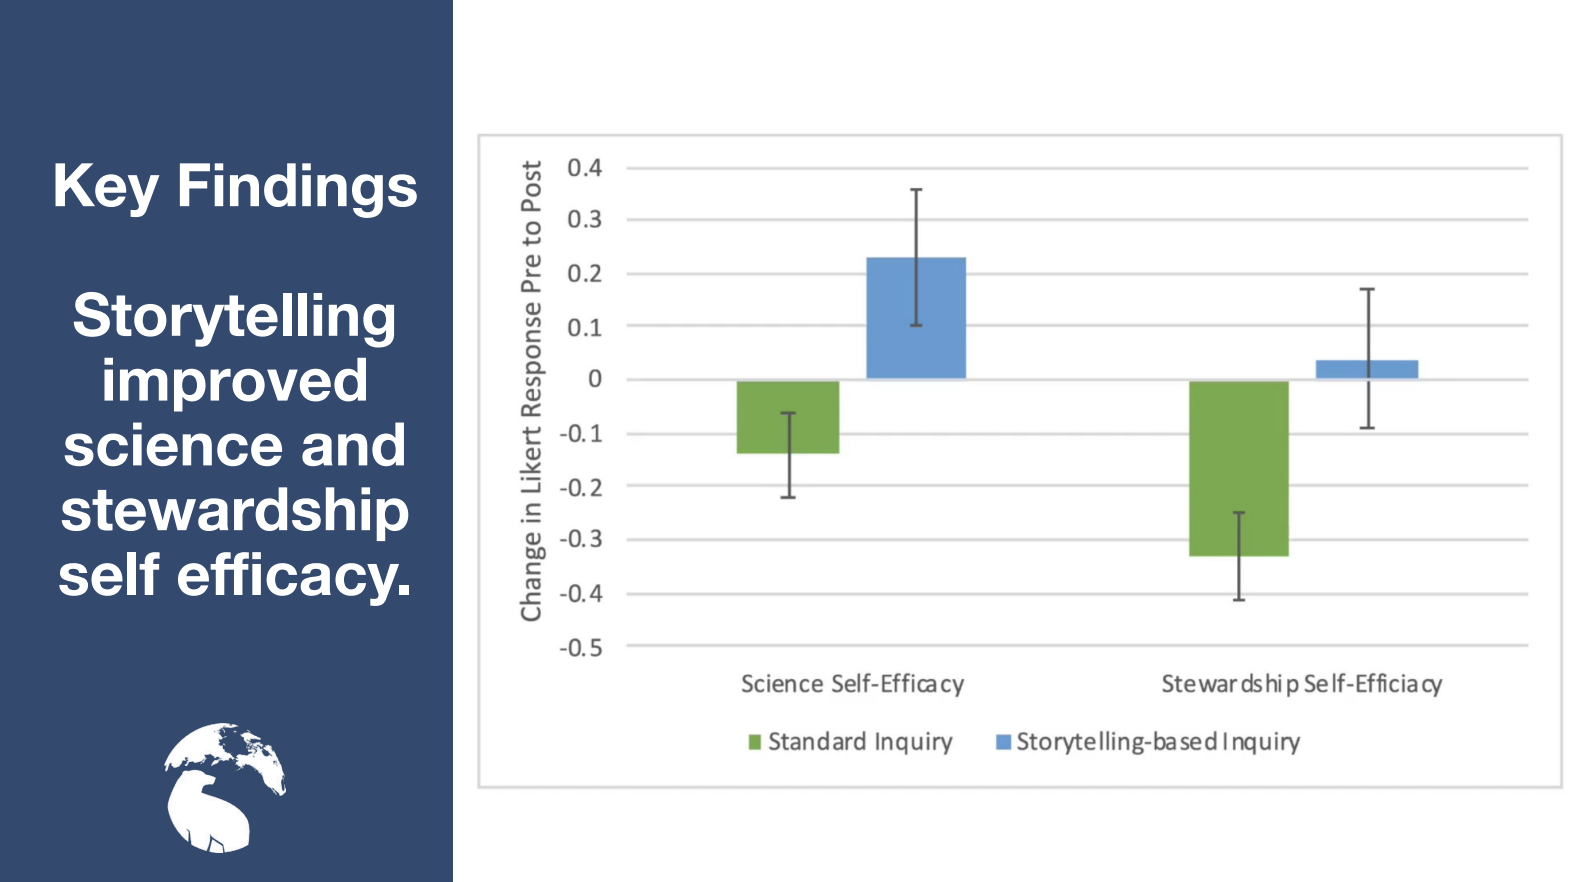 Key Findings
Storytelling
improved
science and
stewardship
self efficacy.
Change in Likert Response Pre to Post
0.4
0.3
0.2
0.1
0
-0.1
-0.2
-0.3
-0.4
-0.5
Science Self-Efficacy
Stewardship Self-Efficiacy
Standard Inquiry
Storytelling-based Inquiry